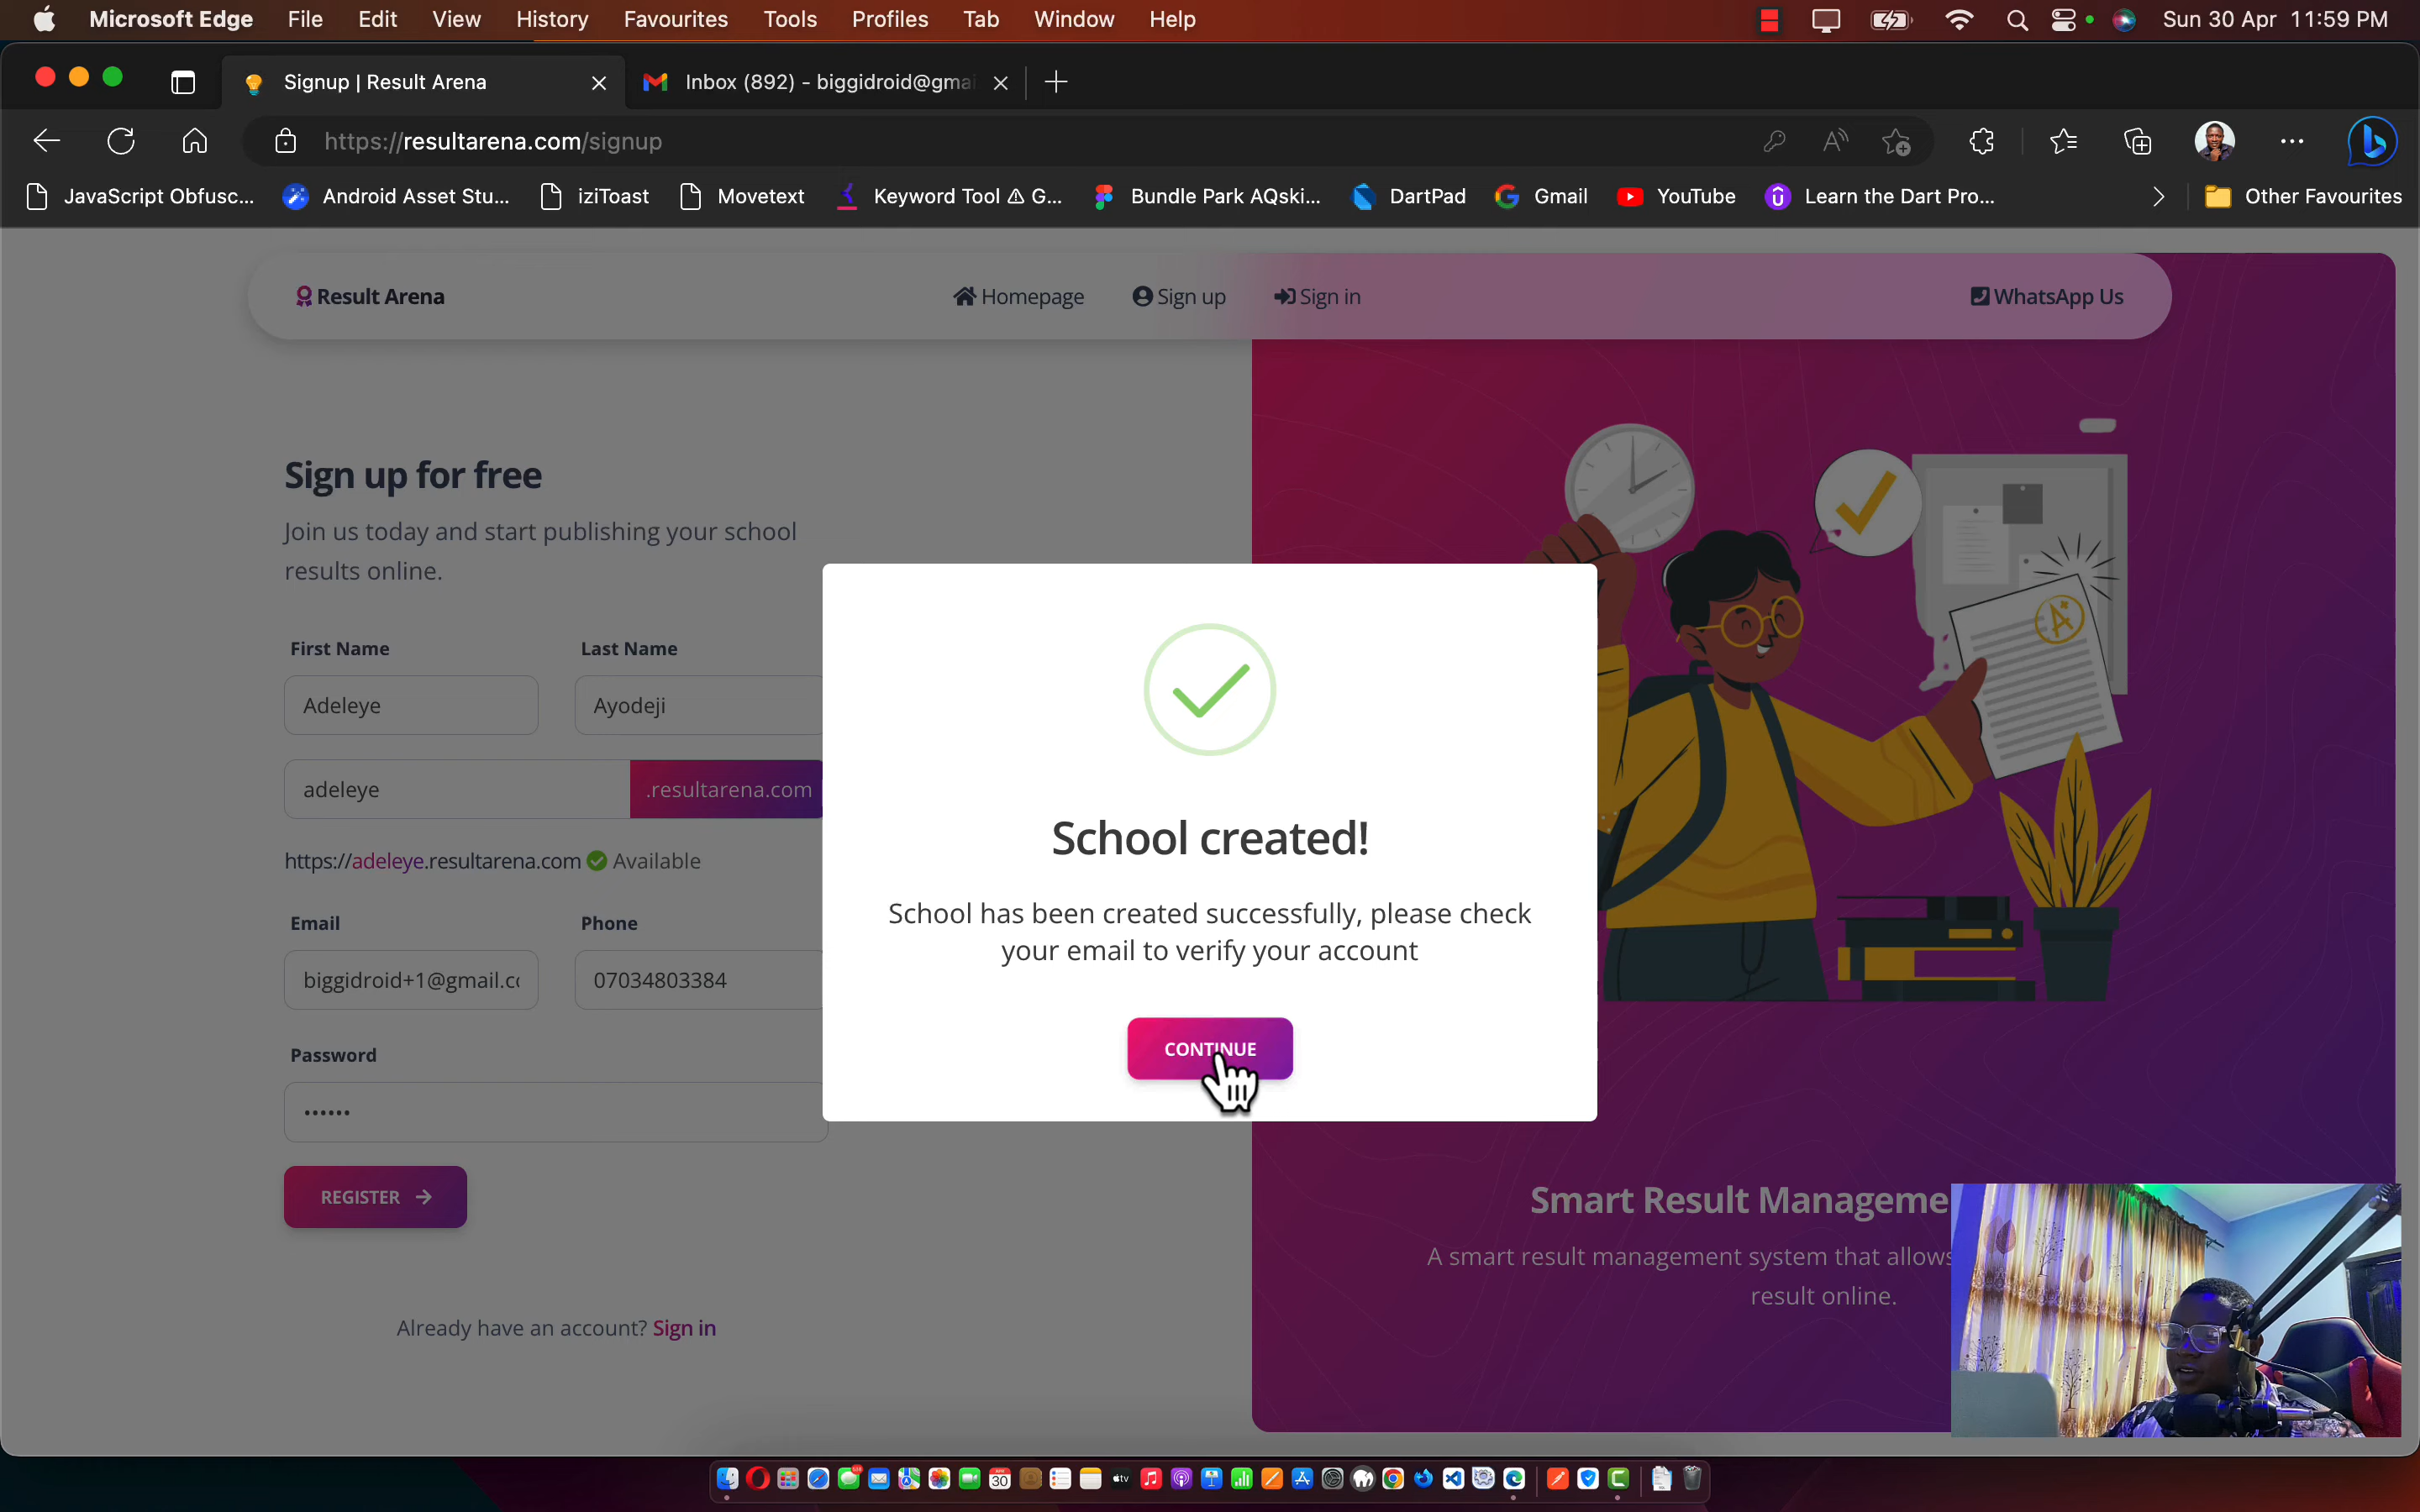 Microsoft Edge File Edit View History Favourites Tools Profiles Tab Window Help Sun 30 Apr 11:59 PM
Signup | Result Arena
Inbox (892) - biggidroid@gmai
https://resultarena.com/signup
JavaScript Obfusc... Android Asset Stu... iziToast Movetext Keyword Tool ⚠ G... Bundle Park AQski... DartPad Gmail YouTube Learn the Dart Pro... Other Favourites
Result Arena Homepage Sign up Sign in WhatsApp Us
Sign up for free
Join us today and start publishing your school
results online.
First Name Last Name
Adeleye Ayodeji
adeleye .resultarena.com
https://adeleye.resultarena.com Available
Email Phone
biggidroid+1@gmail.co 07034803384
Password
REGISTER →
Already have an account? Sign in
School created!
School has been created successfully, please check
your email to verify your account
CONTINUE
A+
Smart Result Manageme
A smart result management system that allows
result online.
30
tv